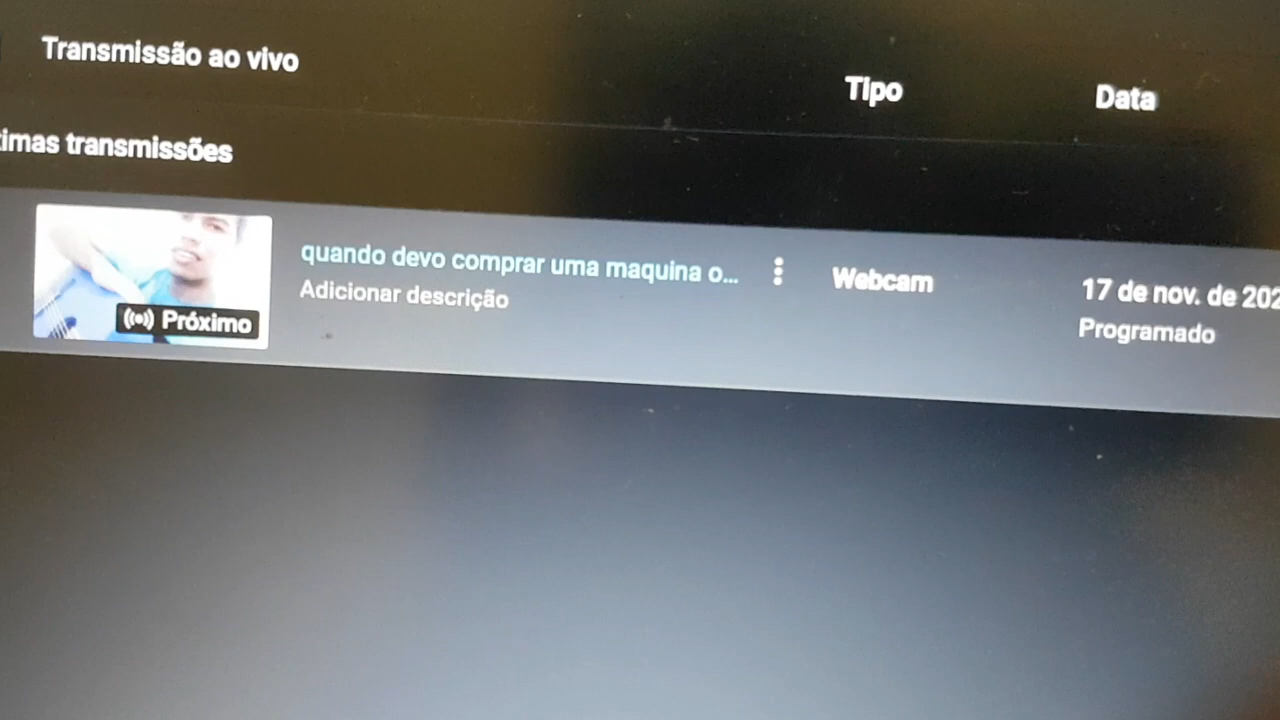 Transmissão ao vivo
Tipo
Data
timas transmissões
quando devo comprar uma maquina o...
Adicionar descrição
Próximo
Webcam
17 de nov. de 202
Programado